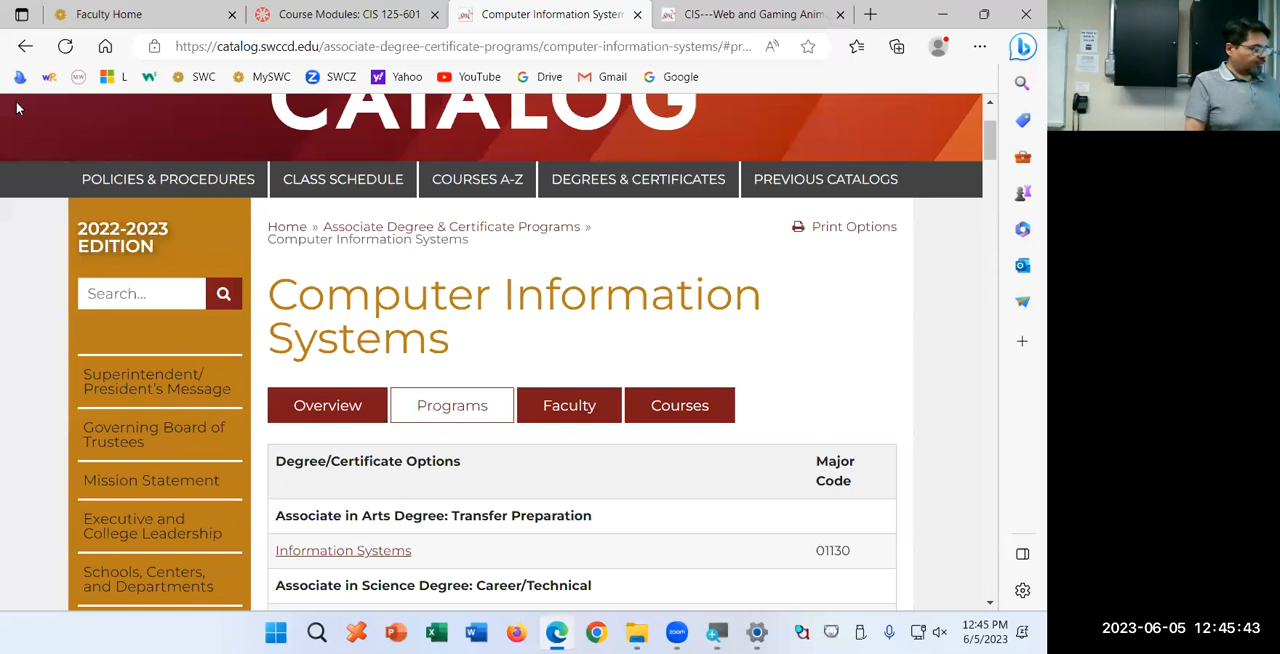 Faculty Home
Course Modules: CIS 125-601
Computer Information System
CIS---Web and Gaming Anim
https://catalog.swccd.edu/associate-degree-certificate-programs/computer-information-systems/#pr...
L
SWC
MySWC
SWCZ
Yahoo
YouTube
Drive
Gmail
Google
CATALOG
POLICIES & PROCEDURES
CLASS SCHEDULE
COURSES A-Z
DEGREES & CERTIFICATES
PREVIOUS CATALOGS
2022-2023
EDITION
Search...
Superintendent/
President's Message
Governing Board of
Trustees
Mission Statement
Executive and
College Leadership
Schools, Centers,
and Departments
Home » Associate Degree & Certificate Programs »
Computer Information Systems
Print Options
Computer Information
Systems
Overview
Programs
Faculty
Courses
Degree/Certificate Options
Major
Code
Associate in Arts Degree: Transfer Preparation
Information Systems
01130
Associate in Science Degree: Career/Technical
zoom
12:45 PM
6/5/2023
2023-06-05 12:45:43